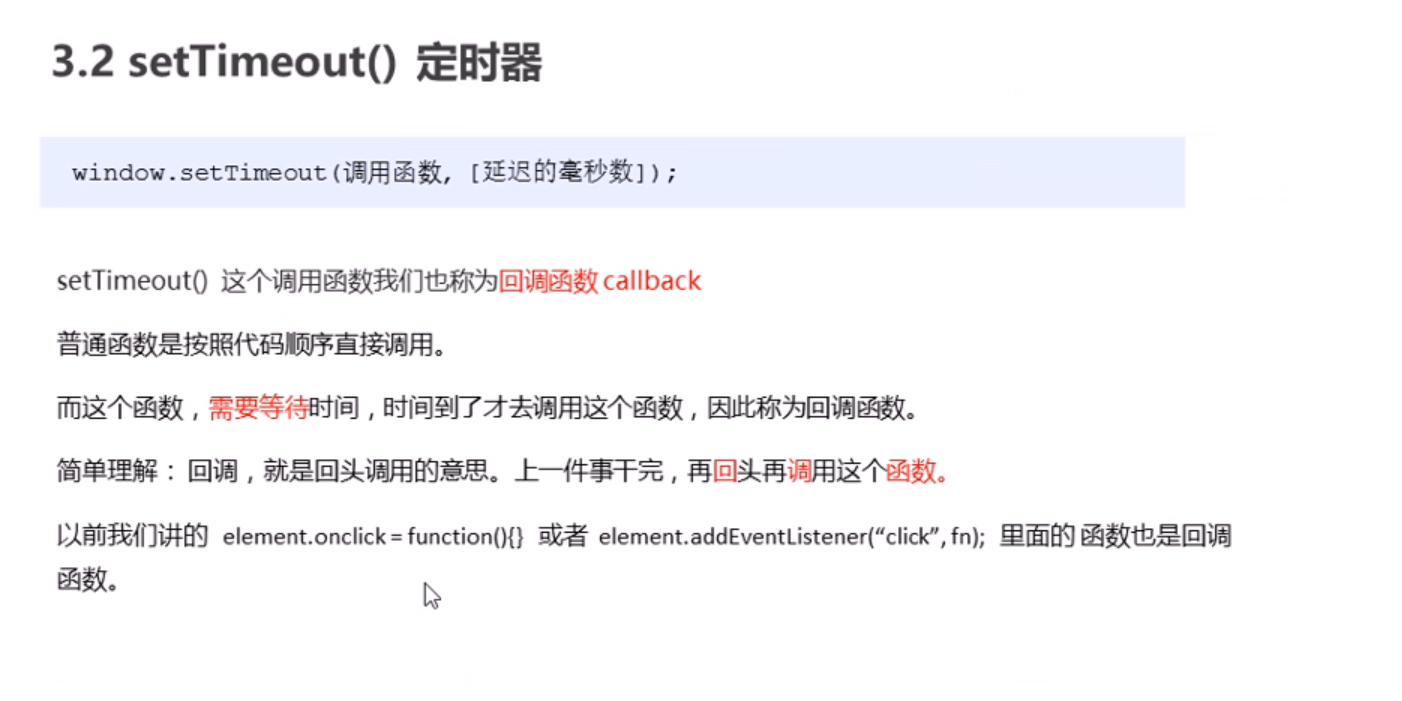 3.2 setTimeout() 定时器
window.setTimeout(调用函数, [延迟的毫秒数]);
setTimeout() 这个调用函数我们也称为回调函数 callback
普通函数是按照代码顺序直接调用。
而这个函数，需要等待时间，时间到了才去调用这个函数，因此称为回调函数。
简单理解： 回调，就是回头调用的意思。上一件事干完，再回头再调用这个函数。
以前我们讲的 element.onclick = function(){} 或者 element.addEventListener(“click”, fn); 里面的 函数也是回调
函数。